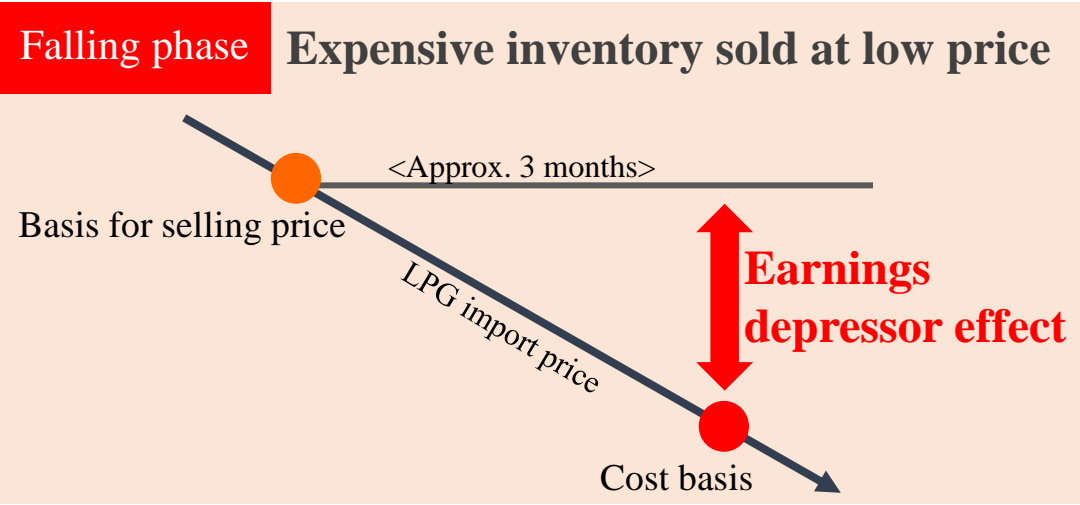 Falling phase
Expensive inventory sold at low price
<Approx. 3 months>
Basis for selling price
LPG import price
Earnings
depressor effect
Cost basis